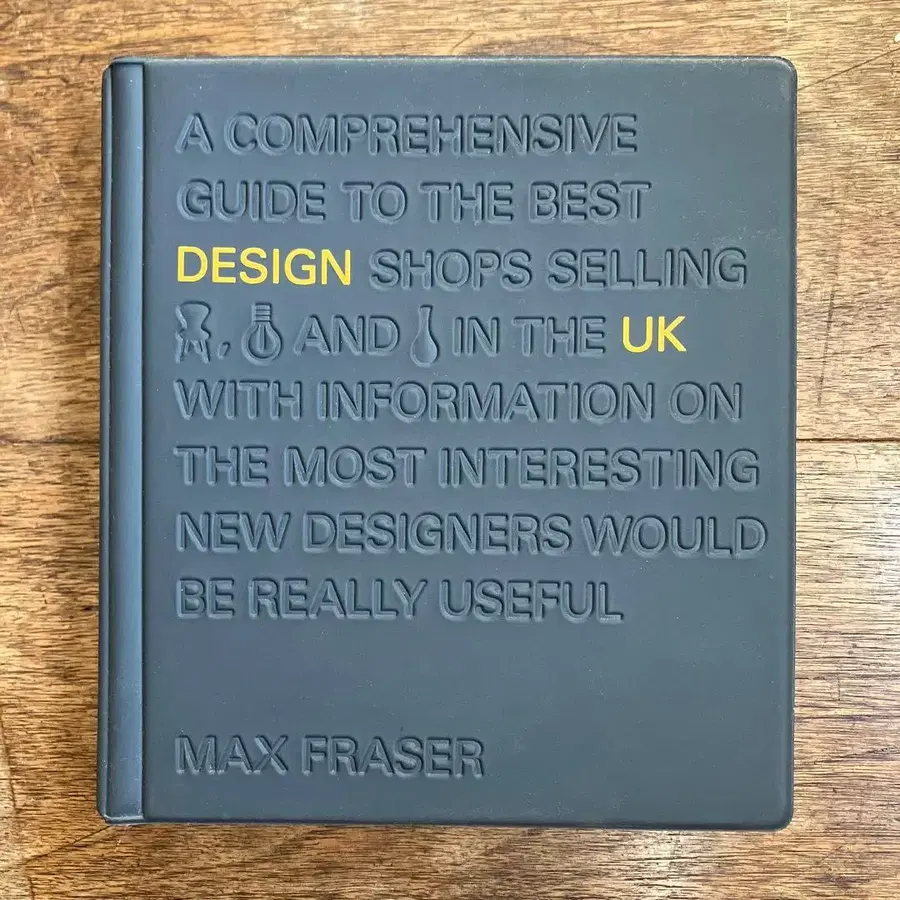 A COMPREHENSIVE
GUIDE TO THE BEST
DESIGN SHOPS SELLING
, AND IN THE UK
WITH INFORMATION ON
THE MOST INTERESTING
NEW DESIGNERS WOULD
BE REALLY USEFUL
MAX FRASER